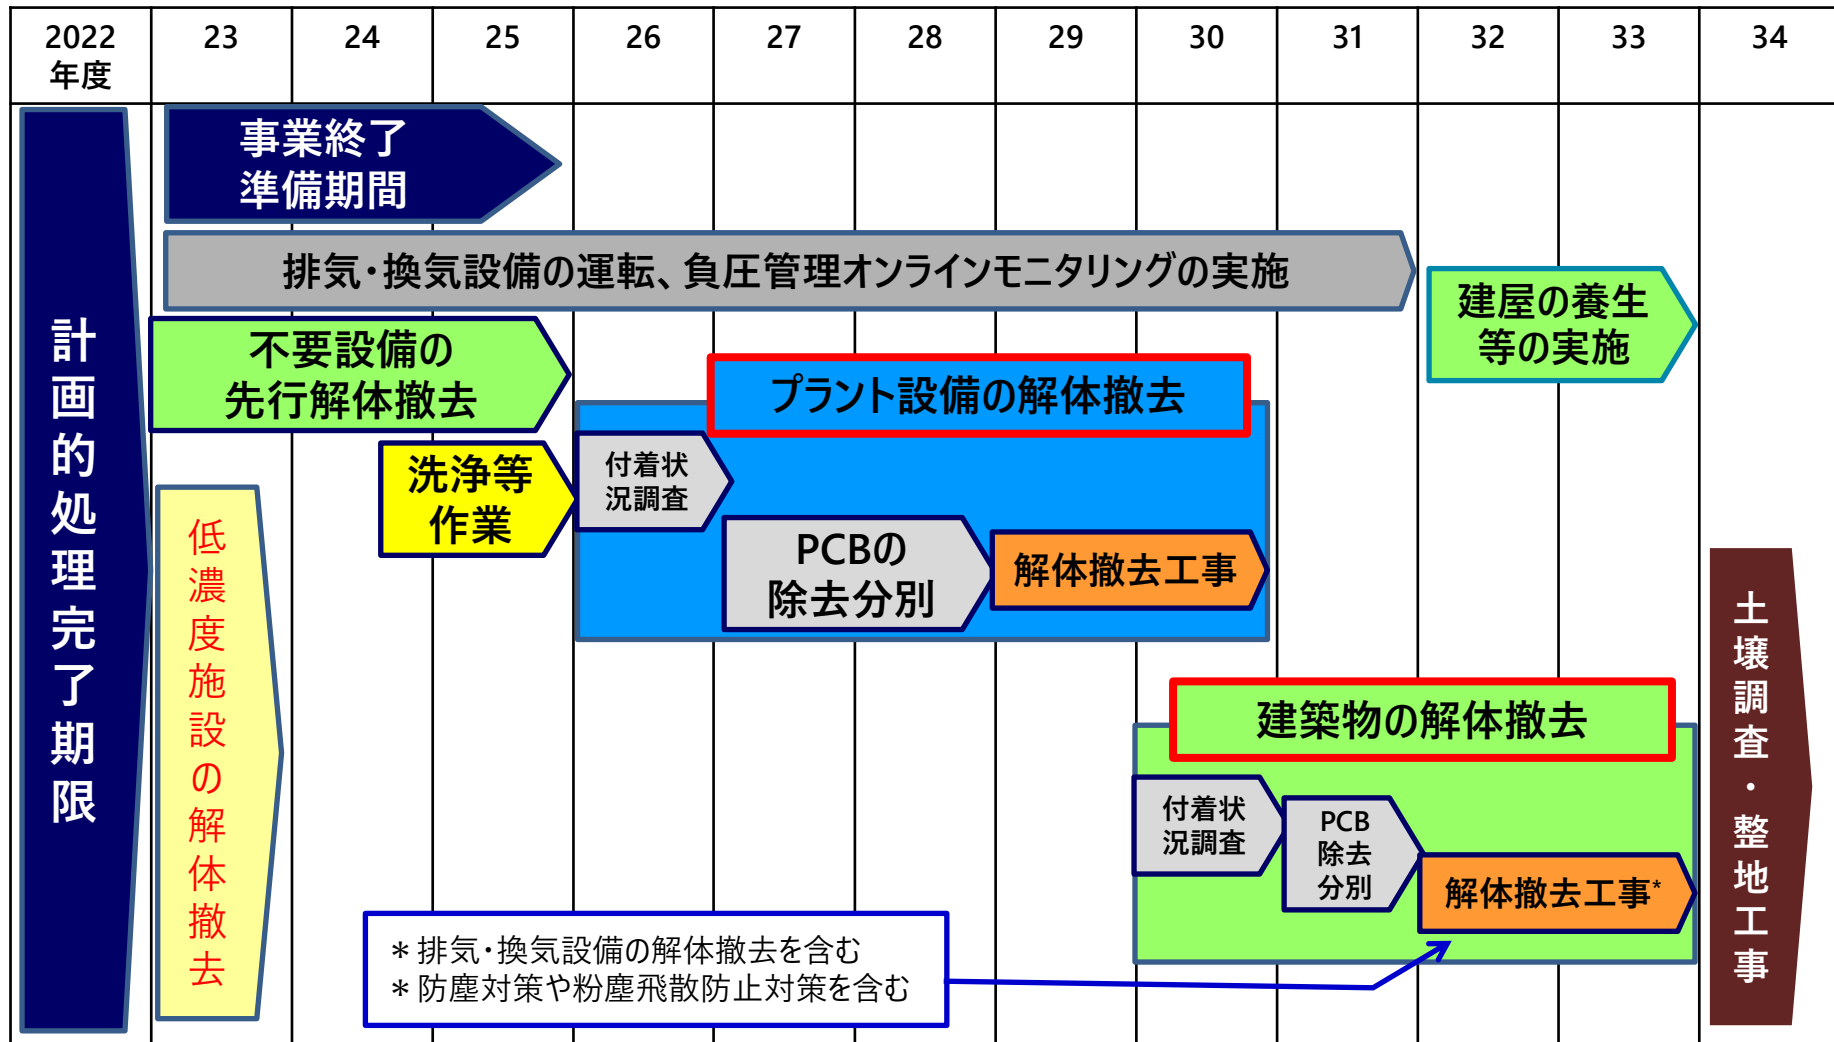 2022
年度
23
24
25
26
27
28
29
30
31
32
33
34
計画的処理完了期限
事業終了
準備期間
排気・換気設備の運転、負圧管理オンラインモニタリングの実施
建屋の養生
等の実施
不要設備の
先行解体撤去
プラント設備の解体撤去
洗浄等
作業
付着状
況調査
低濃度施設の解体撤去
PCBの
除去分別
解体撤去工事
土壌調査・整地工事
建築物の解体撤去
付着状
況調査
PCB
除去
分別
解体撤去工事*
＊排気・換気設備の解体撤去を含む
＊防塵対策や粉塵飛散防止対策を含む